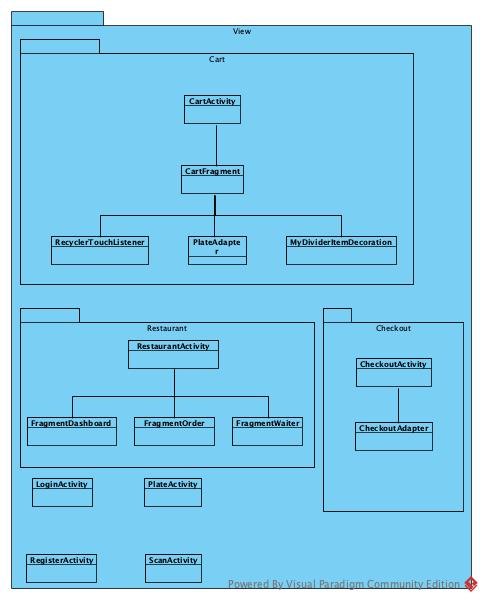 View
Cart
CartActivity
CartFragment
RecyclerTouchListener
PlateAdapte
r
MyDividerItemDecoration
Restaurant
RestaurantActivity
FragmentDashboard
FragmentOrder
FragmentWaiter
Checkout
CheckoutActivity
CheckoutAdapter
LoginActivity
PlateActivity
RegisterActivity
ScanActivity
Powered By Visual Paradigm Community Edition